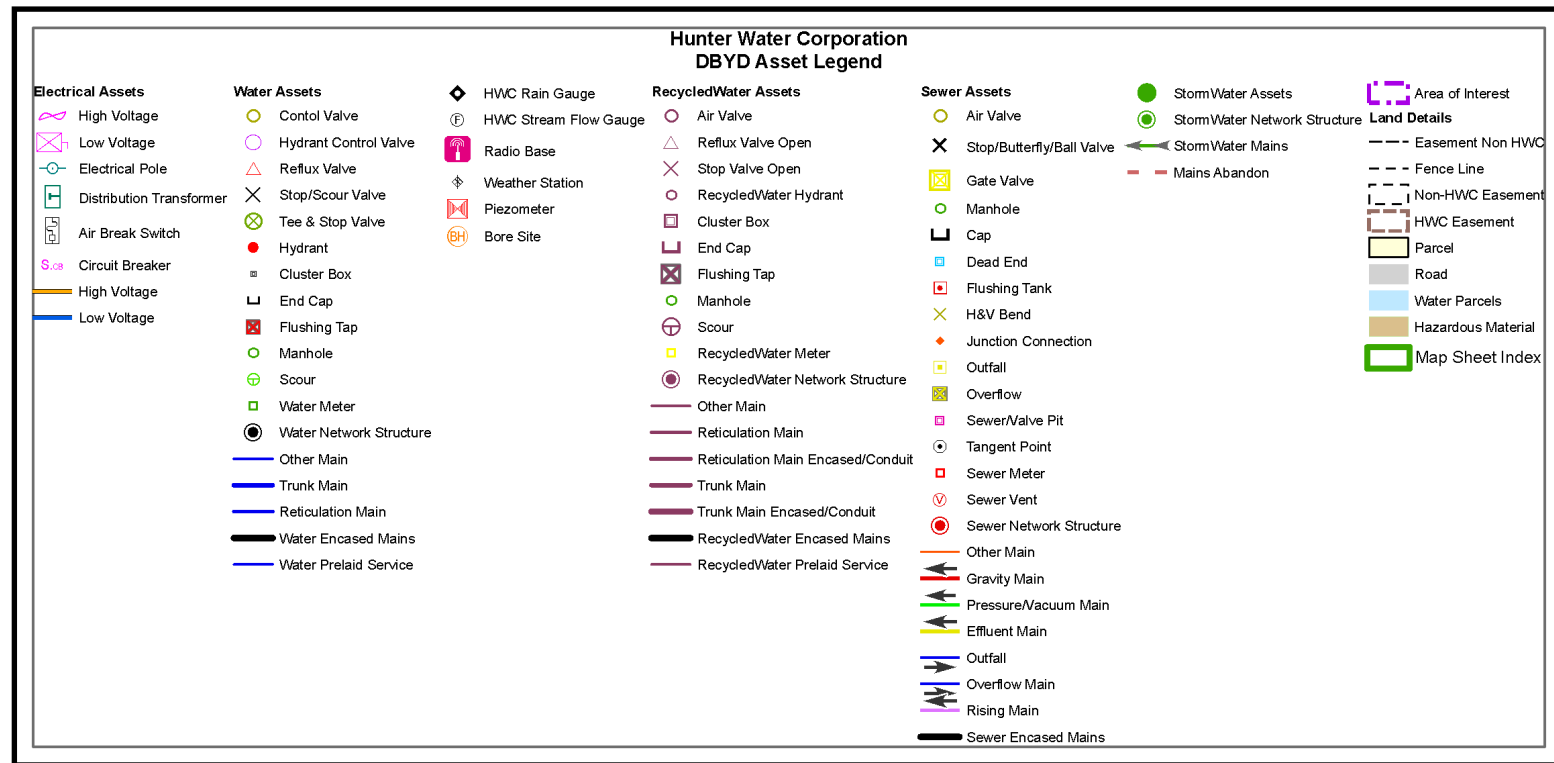 Hunter Water Corporation
DBYD Asset Legend
Electrical Assets
High Voltage
Low Voltage
Electrical Pole
Distribution Transformer
Air Break Switch
S.CB Circuit Breaker
High Voltage
Low Voltage
Water Assets
Contol Valve
Hydrant Control Valve
Reflux Valve
Stop/Scour Valve
Tee & Stop Valve
Hydrant
Cluster Box
End Cap
Flushing Tap
Manhole
Scour
Water Meter
Water Network Structure
Other Main
Trunk Main
Reticulation Main
Water Encased Mains
Water Prelaid Service
HWC Rain Gauge
F HWC Stream Flow Gauge
Radio Base
Weather Station
Piezometer
BH Bore Site
RecycledWater Assets
Air Valve
Reflux Valve Open
Stop Valve Open
RecycledWater Hydrant
Cluster Box
End Cap
Flushing Tap
Manhole
Scour
RecycledWater Meter
RecycledWater Network Structure
Other Main
Reticulation Main
Reticulation Main Encased/Conduit
Trunk Main
Trunk Main Encased/Conduit
RecycledWater Encased Mains
RecycledWater Prelaid Service
Sewer Assets
Air Valve
Stop/Butterfly/Ball Valve
Gate Valve
Manhole
Cap
Dead End
Flushing Tank
H&V Bend
Junction Connection
Outfall
Overflow
Sewer/Valve Pit
Tangent Point
Sewer Meter
V Sewer Vent
Sewer Network Structure
Other Main
Gravity Main
Pressure/Vacuum Main
Effluent Main
Outfall
Overflow Main
Rising Main
Sewer Encased Mains
StormWater Assets
StormWater Network Structure
StormWater Mains
Mains Abandon
Area of Interest
Land Details
Easement Non HWC
Fence Line
Non-HWC Easement
HWC Easement
Parcel
Road
Water Parcels
Hazardous Material
Map Sheet Index